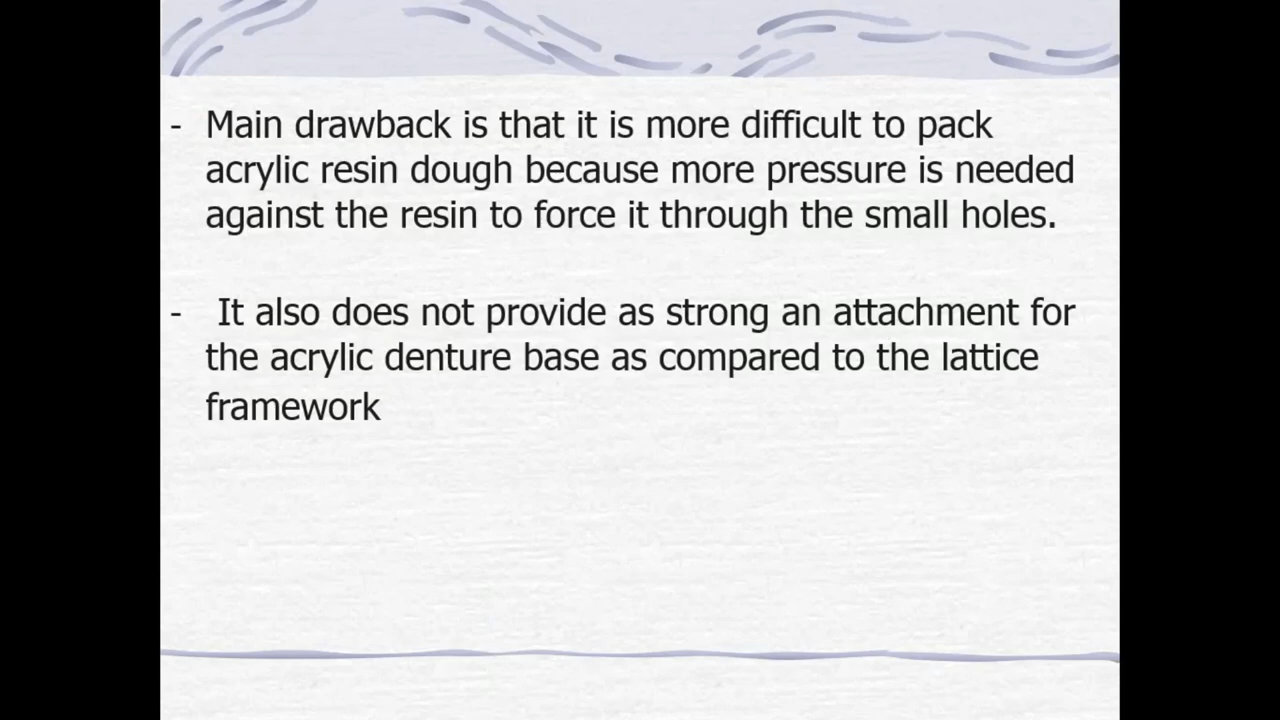 - Main drawback is that it is more difficult to pack
acrylic resin dough because more pressure is needed
against the resin to force it through the small holes.
- It also does not provide as strong an attachment for
the acrylic denture base as compared to the lattice
framework